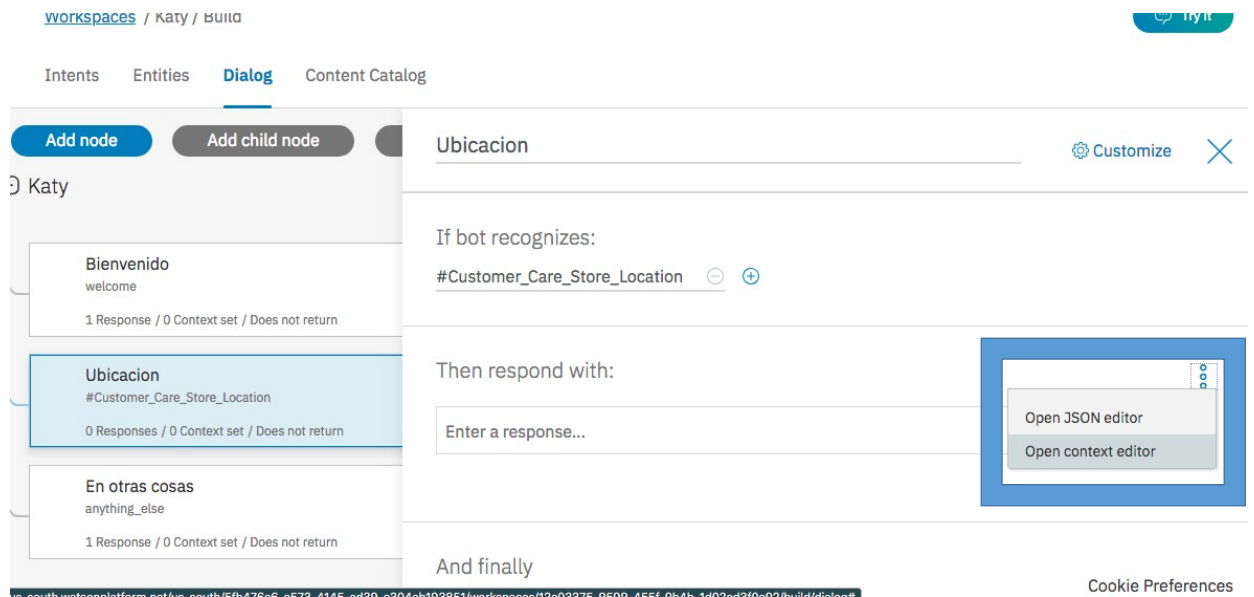 Workspaces / Katy / Build
Try it
Intents Entities Dialog Content Catalog
Add node Add child node
Katy
Bienvenido
welcome
1 Response / 0 Context set / Does not return
Ubicacion
#Customer_Care_Store_Location
0 Responses / 0 Context set / Does not return
En otras cosas
anything_else
1 Response / 0 Context set / Does not return
Ubicacion
Customize
If bot recognizes:
#Customer_Care_Store_Location
Then respond with:
Enter a response...
Open JSON editor
Open context editor
And finally
Cookie Preferences